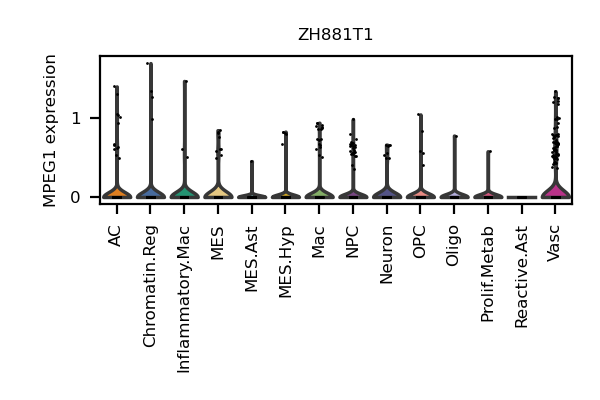 ZH881T1
MPEG1 expression
1
0
AC
Chromatin.Reg
Inflammatory.Mac
MES
MES.Ast
MES.Hyp
Mac
NPC
Neuron
OPC
Oligo
Prolif.Metab
Reactive.Ast
Vasc